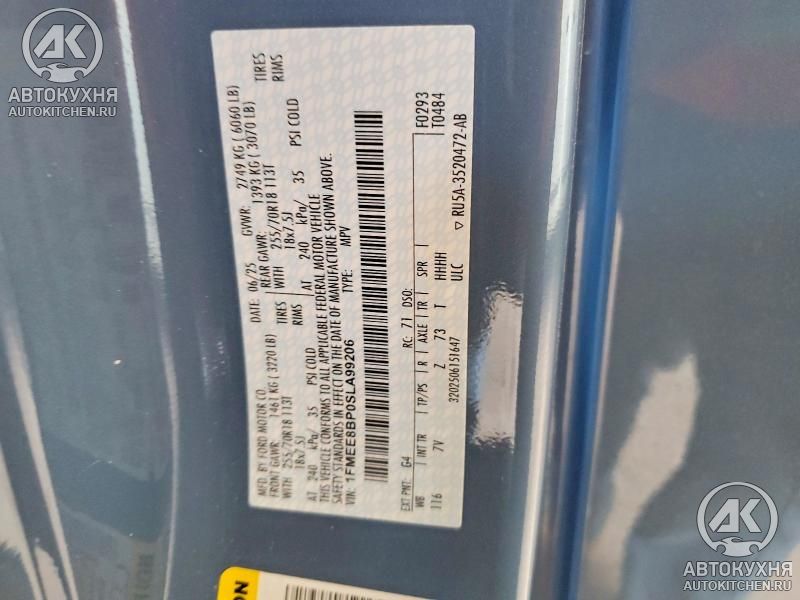 MFD. BY FORD MOTOR CO.
DATE: 06/25 GVWR: 2749 KG ( 6060 LB)
FRONT GAWR: 1461 KG ( 3220 LB) REAR GAWR: 1393 KG ( 3070 LB)
WITH 255/70R18 113T TIRES WITH 255/70R18 113T TIRES
18x7.5J RIMS 18x7.5J RIMS
AT 240 kPa/ 35 PSI COLD AT 240 kPa/ 35 PSI COLD
THIS VEHICLE CONFORMS TO ALL APPLICABLE FEDERAL MOTOR VEHICLE
SAFETY STANDARDS IN EFFECT ON THE DATE OF MANUFACTURE SHOWN ABOVE.
VIN: 1FMEE8BP0SLA99206 TYPE: MPV
F0293
T0484
EXT PNT: G4 RC: 71 DSO:
WB INT TR TP/PS R AXLE TR SPR
116 7V Z 73 T HHHH
3202506151647 ULC
▽ RU5A-3520472-AB
АК
АВТОКУХНЯ
AUTOKITCHEN.RU
АК
АВТОКУХНЯ
AUTOKITCHEN.RU